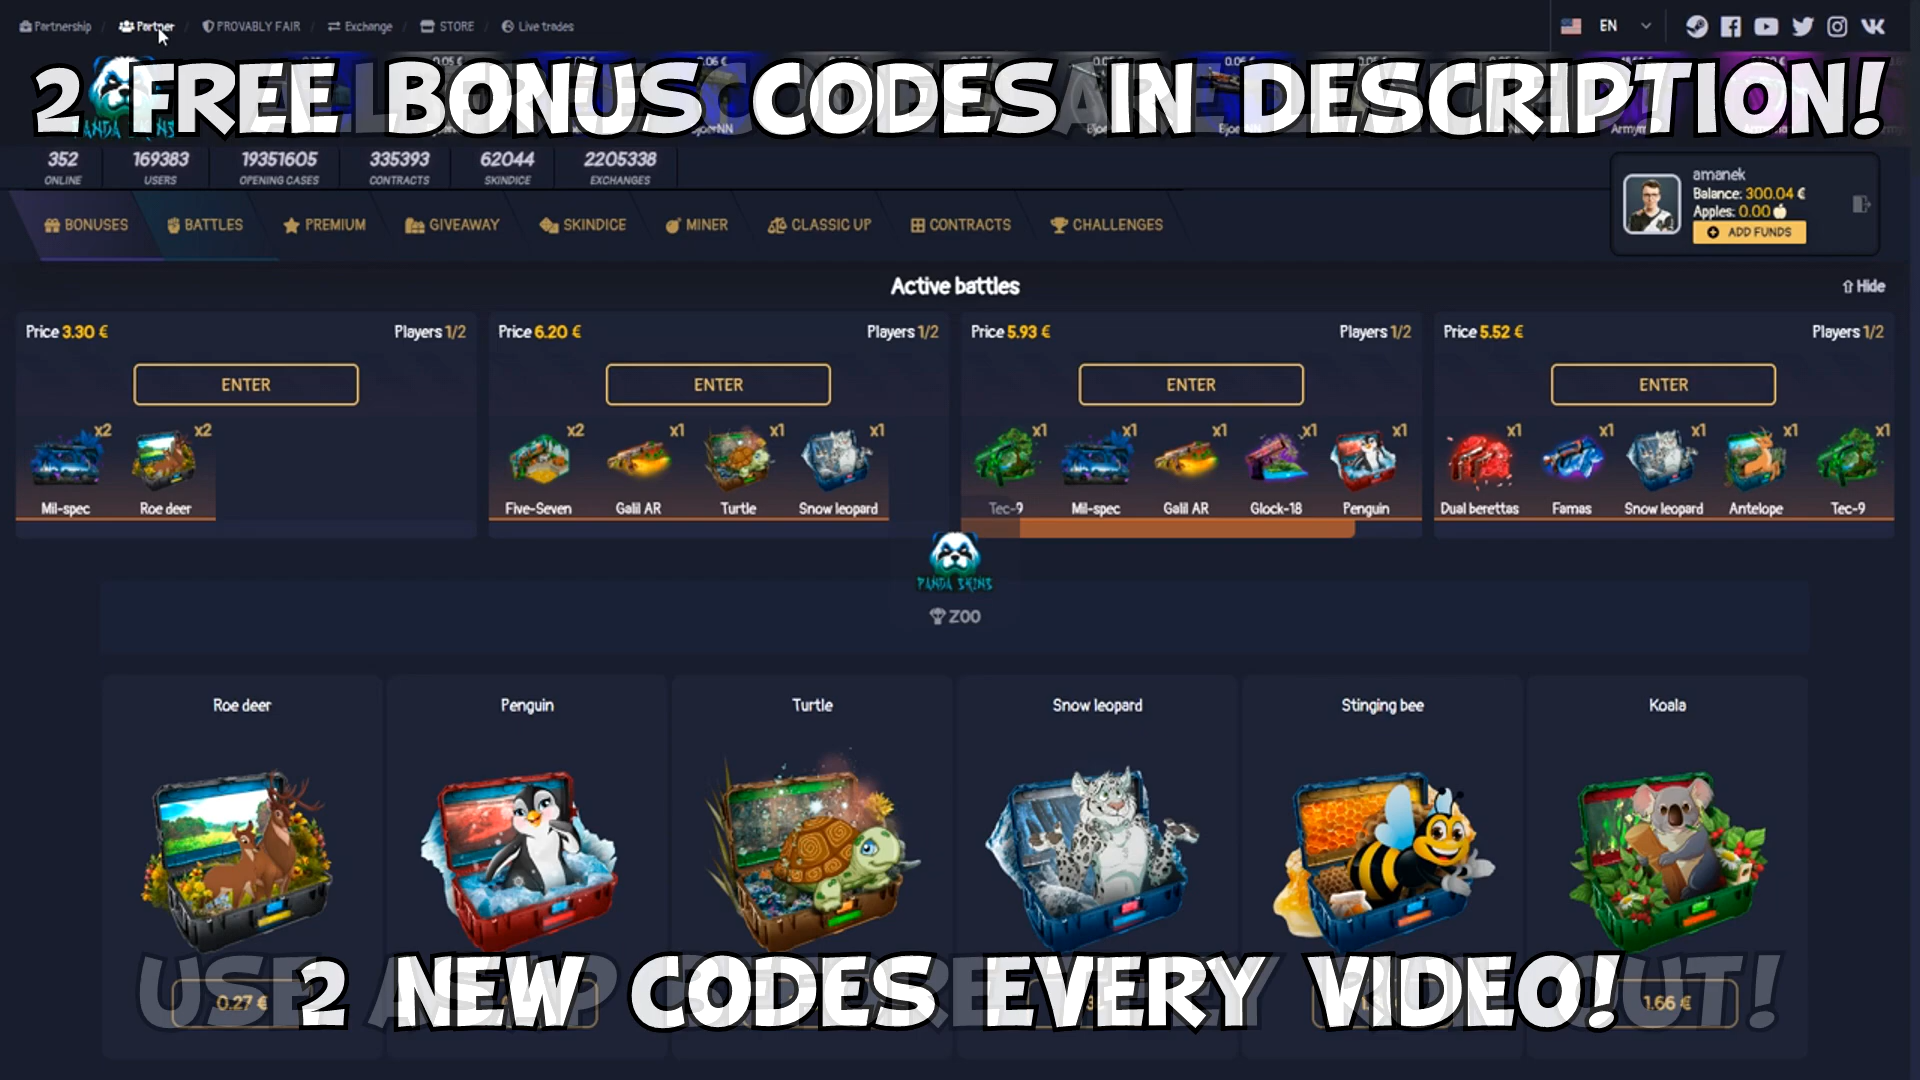 Partnership / Partner / PROVABLY FAIR / Exchange / STORE / Live trades
EN
2 FREE BONUS CODES IN DESCRIPTION!
352 169383 19351605 335393 62044 2205338
ONLINE USERS OPENING CASES CONTRACTS SKINDICE EXCHANGES
amanek
Balance: 300.04 €
Apples: 0.00
ADD FUNDS
BONUSES BATTLES PREMIUM GIVEAWAY SKINDICE MINER CLASSIC UP CONTRACTS CHALLENGES
Active battles
Hide
Price 3.30 € Players 1/2 Price 6.20 € Players 1/2 Price 5.93 € Players 1/2 Price 5.52 € Players 1/2
ENTER ENTER ENTER ENTER
x2 x2 x2 x1 x1 x1 x1 x1 x1 x1 x1 x1 x1 x1 x1 x1
Mil-spec Roe deer Five-Seven Galil AR Turtle Snow leopard Tec-9 Mil-spec Galil AR Glock-18 Penguin Dual berettas Famas Snow leopard Antelope Tec-9
PANDA SKINS
ZOO
Roe deer Penguin Turtle Snow leopard Stinging bee Koala
2 NEW CODES EVERY VIDEO!
0.27 € 1.66 €